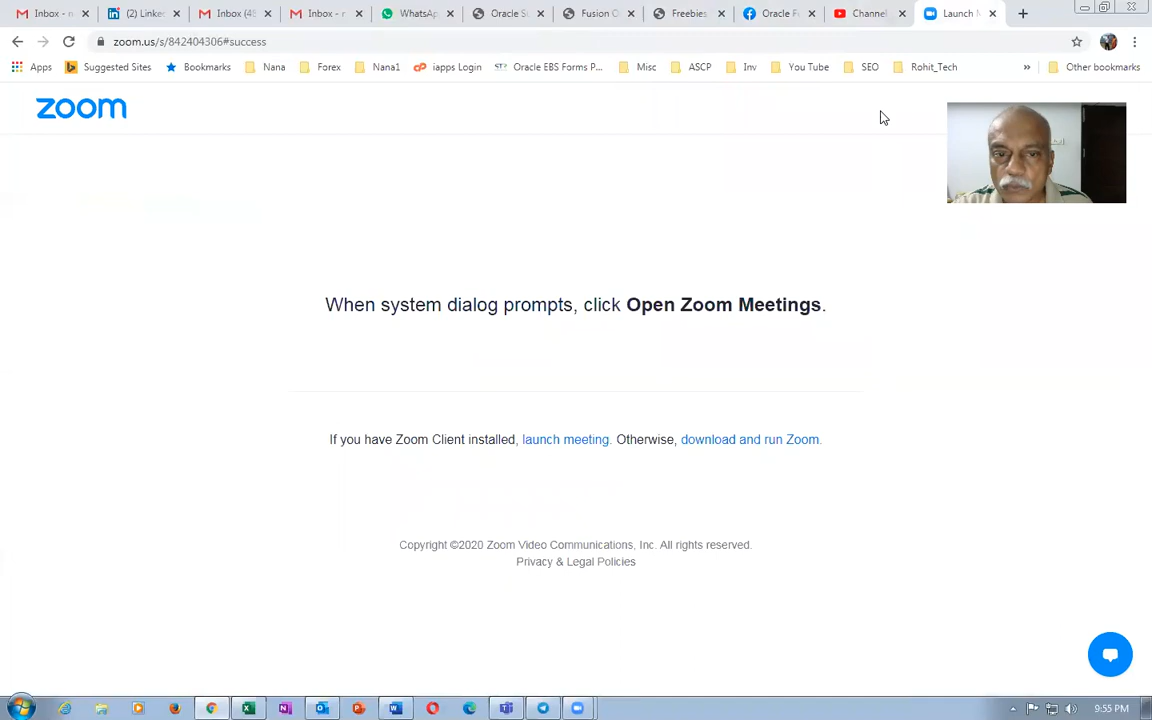 Inbox - n
(2) Linke
Inbox (48
Inbox - r
WhatsAp
Oracle Su
Fusion O
Freebies
Oracle Fu
Channel
Launch M
zoom.us/s/842404306#success
Apps
Suggested Sites
Bookmarks
Nana
Forex
Nana1
iapps Login
Oracle EBS Forms P...
Misc
ASCP
Inv
You Tube
SEO
Rohit_Tech
»
Other bookmarks
zoom
When system dialog prompts, click Open Zoom Meetings.
If you have Zoom Client installed, launch meeting. Otherwise, download and run Zoom.
Copyright ©2020 Zoom Video Communications, Inc. All rights reserved.
Privacy & Legal Policies
9:55 PM